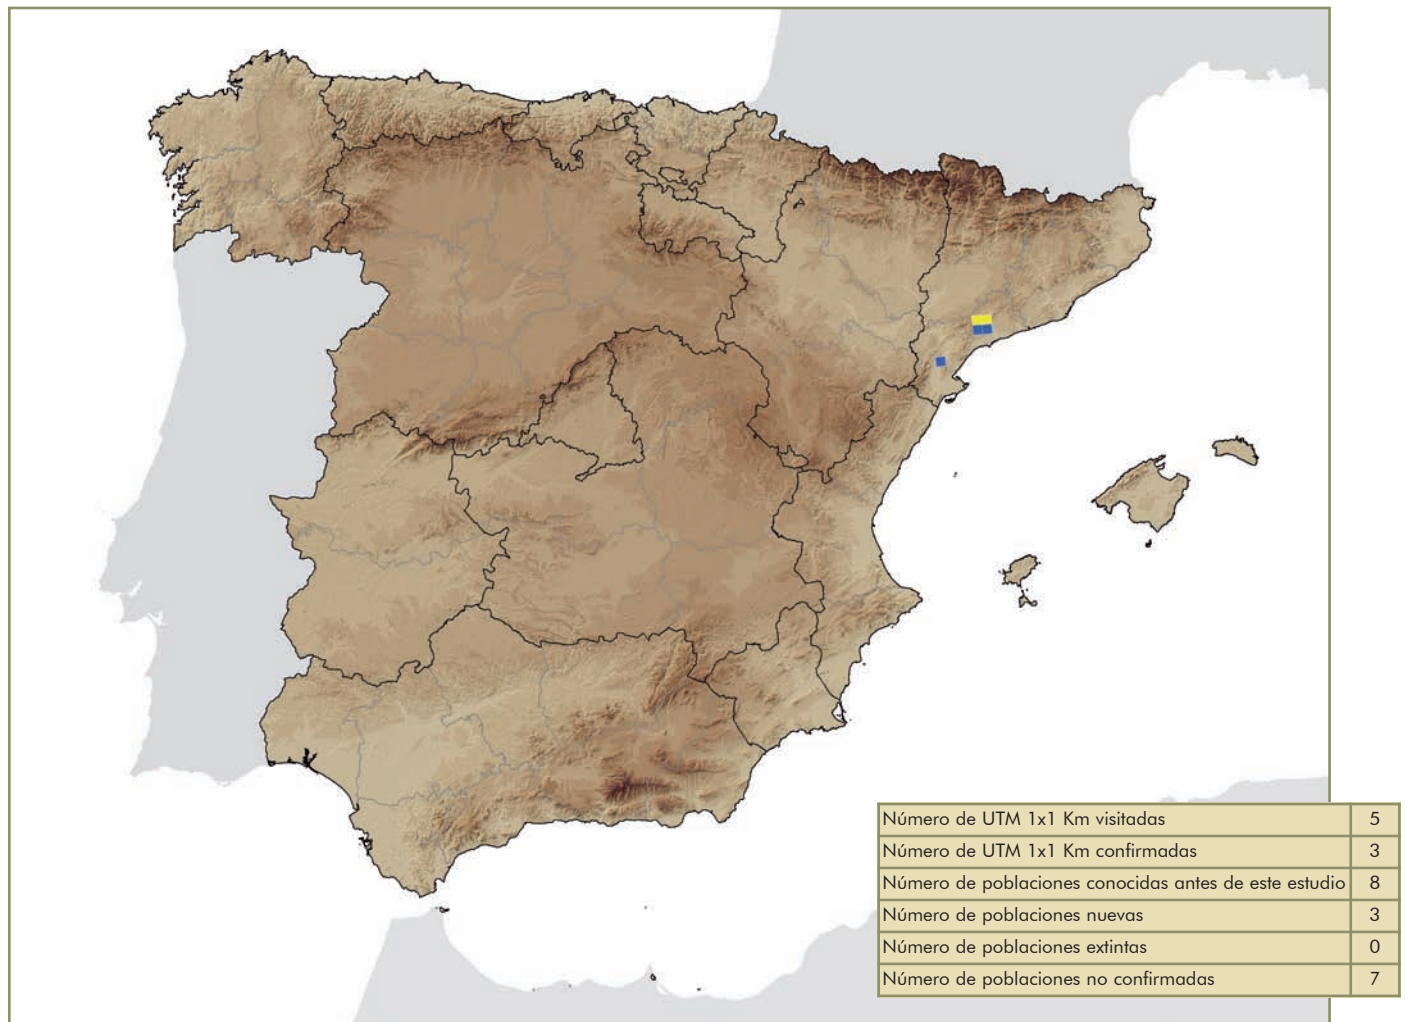 Número de UTM 1x1 Km visitadas 5
Número de UTM 1x1 Km confirmadas 3
Número de poblaciones conocidas antes de este estudio 8
Número de poblaciones nuevas 3
Número de poblaciones extintas 0
Número de poblaciones no confirmadas 7